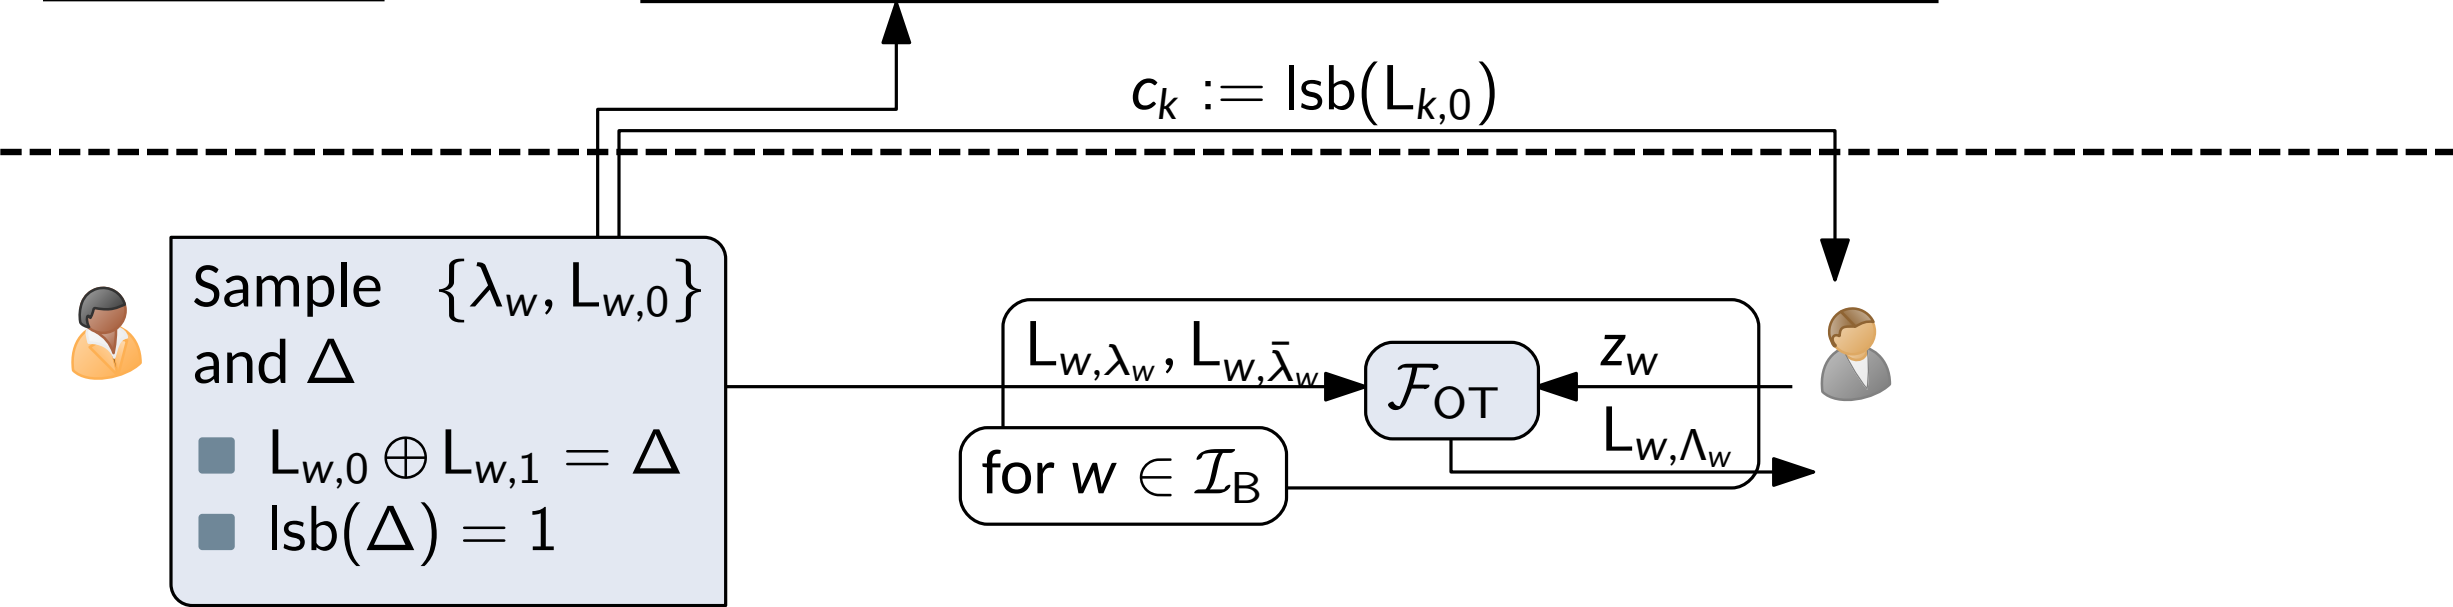 c_k := lsb(L_{k,0})
Sample {λ_w, L_{w,0}}
and Δ
■ L_{w,0} ⊕ L_{w,1} = Δ
■ lsb(Δ) = 1
L_{w,λ_w}, L_{w,λ̄_w}
ℱ_OT
z_w
L_{w,Λ_w}
for w ∈ ℐ_B